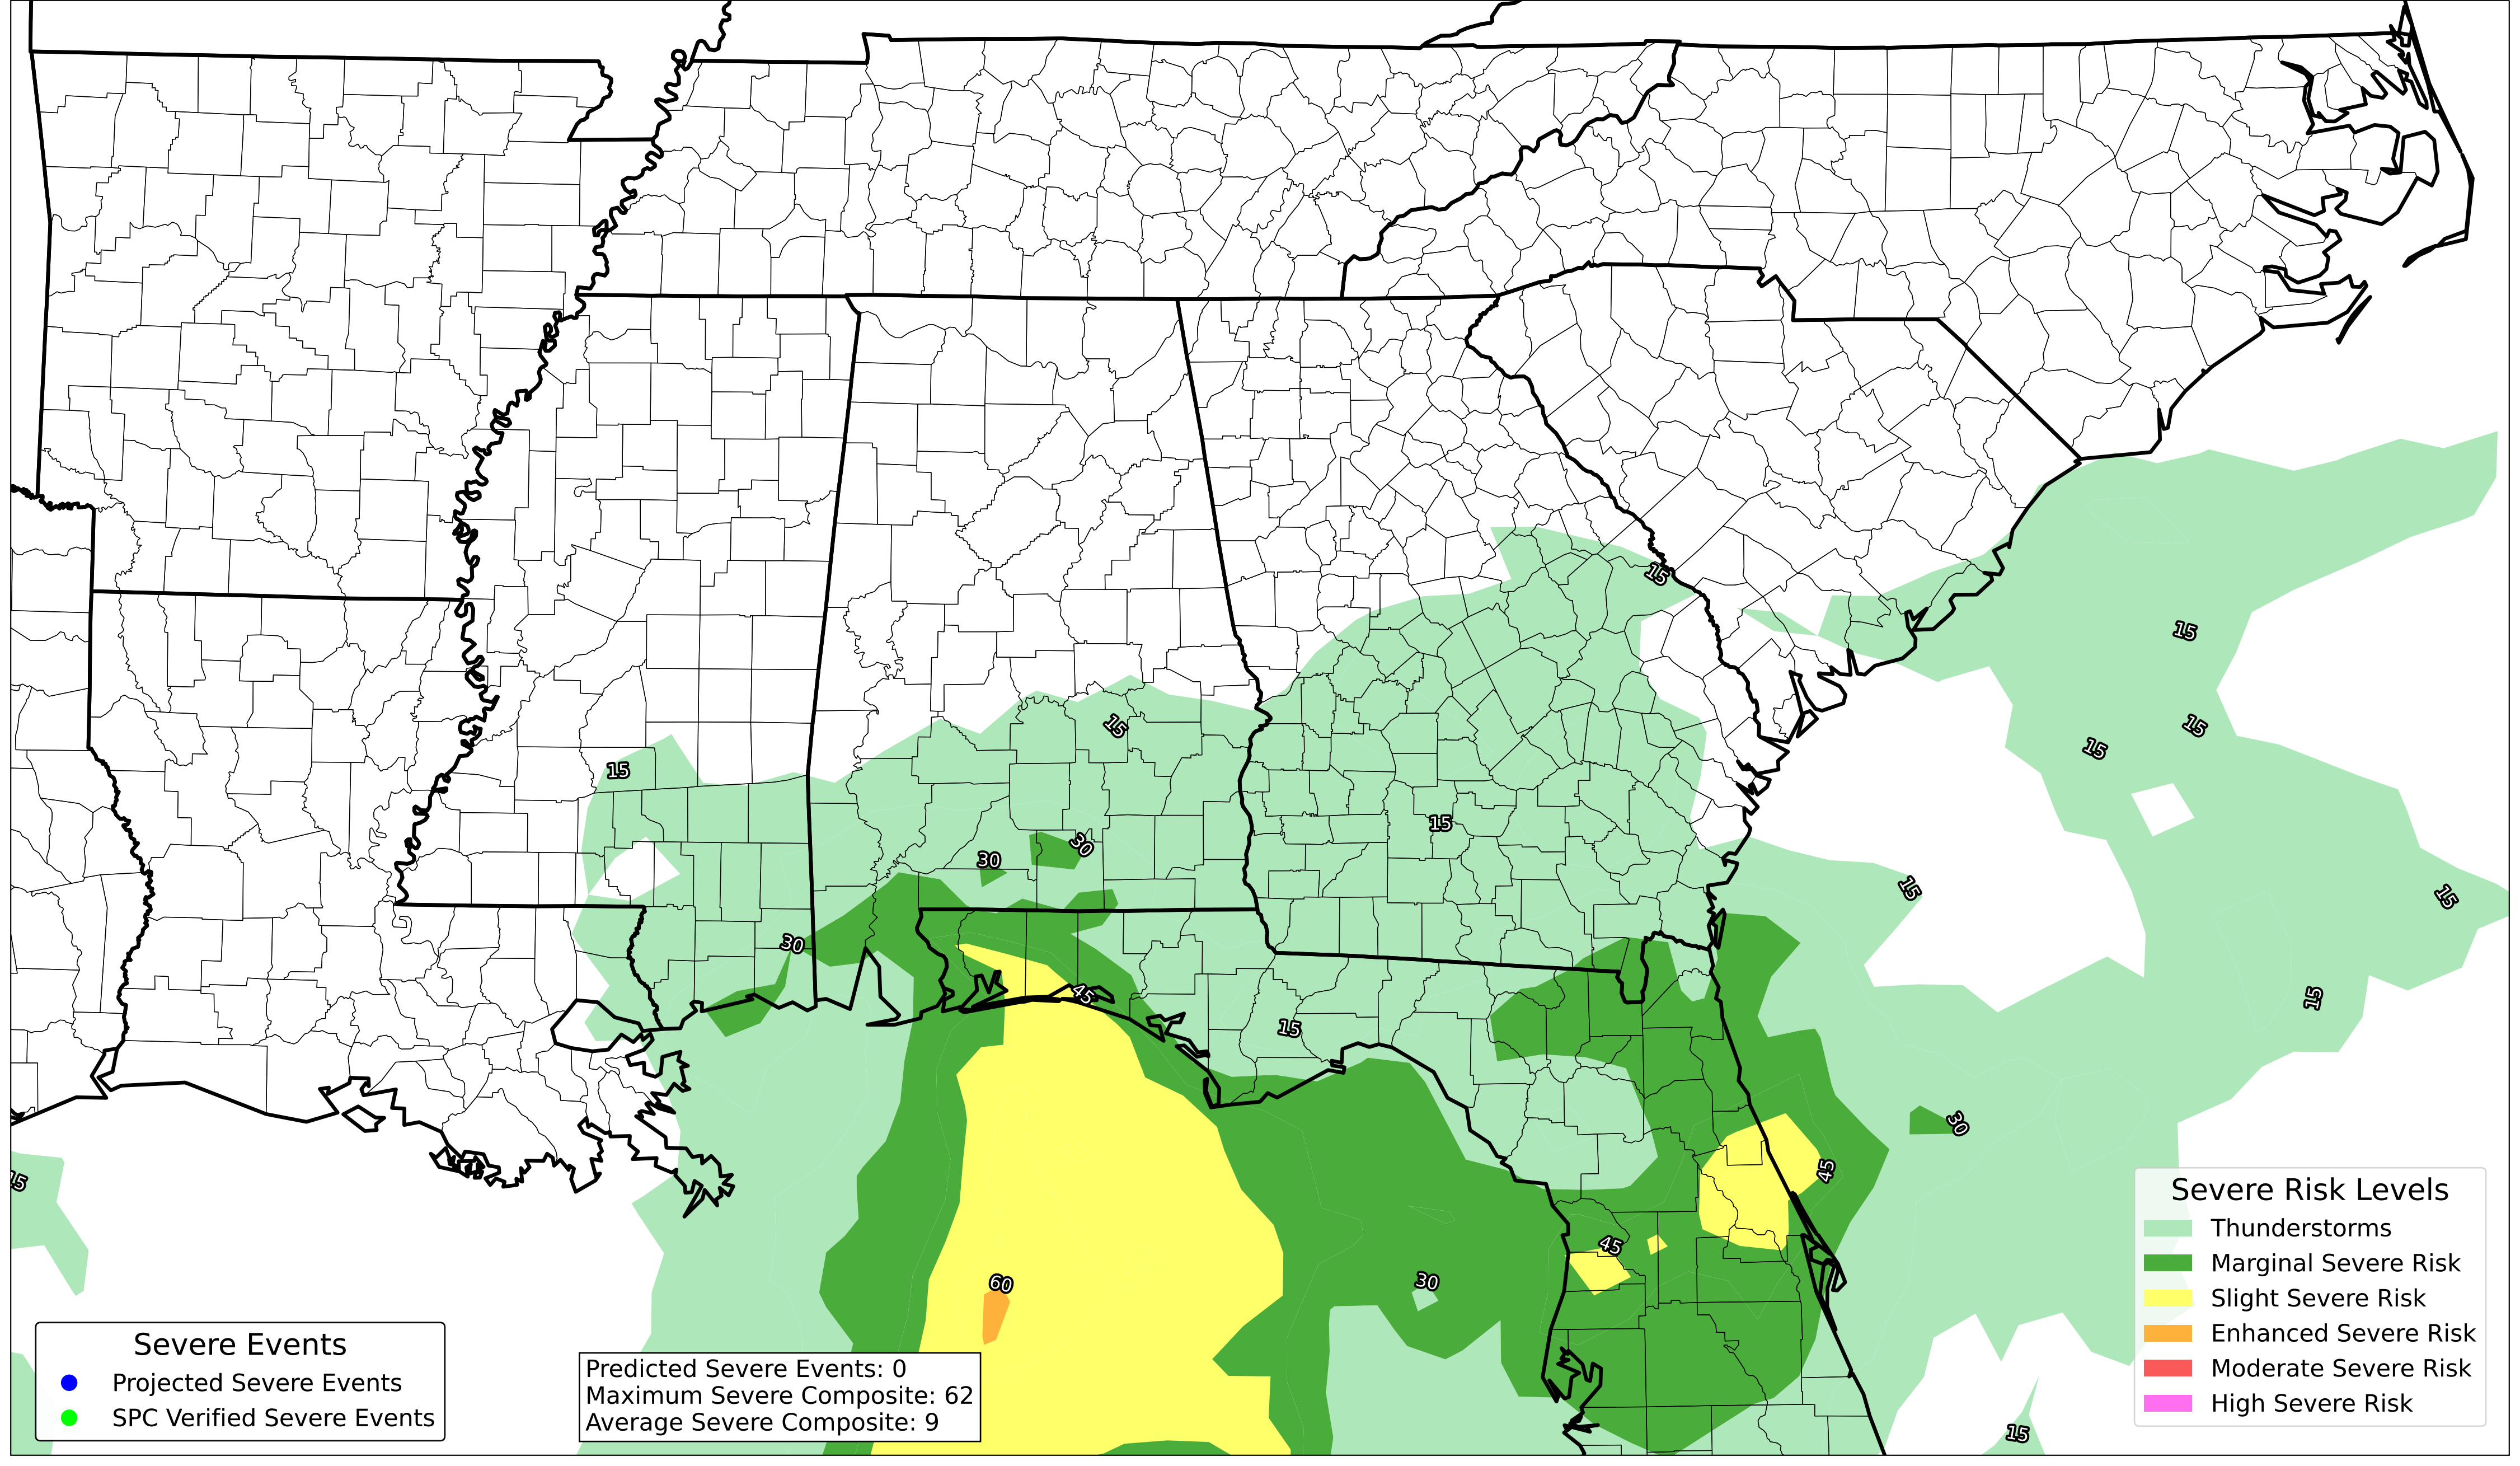 15
15
15
15
15
15
15
30
30
15
15
30
45
15
15
30
15
45
45
60
30
15
Severe Risk Levels
Thunderstorms
Marginal Severe Risk
Slight Severe Risk
Enhanced Severe Risk
Moderate Severe Risk
High Severe Risk
Severe Events
Projected Severe Events
SPC Verified Severe Events
Predicted Severe Events: 0
Maximum Severe Composite: 62
Average Severe Composite: 9